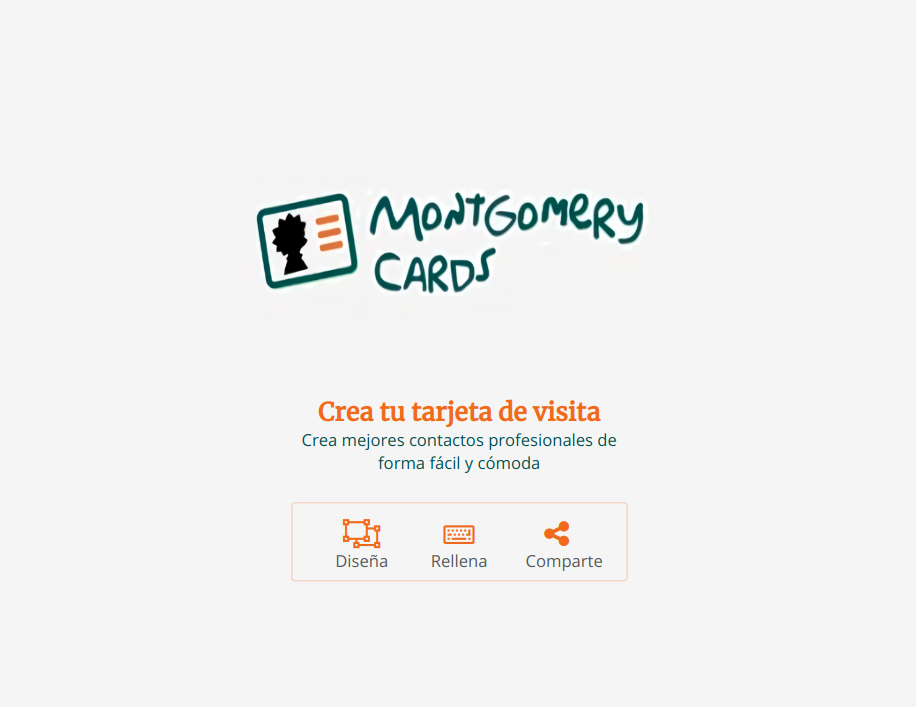 MONTGOMERY
CARDS
Crea tu tarjeta de visita
Crea mejores contactos profesionales de
forma fácil y cómoda
Diseña Rellena Comparte